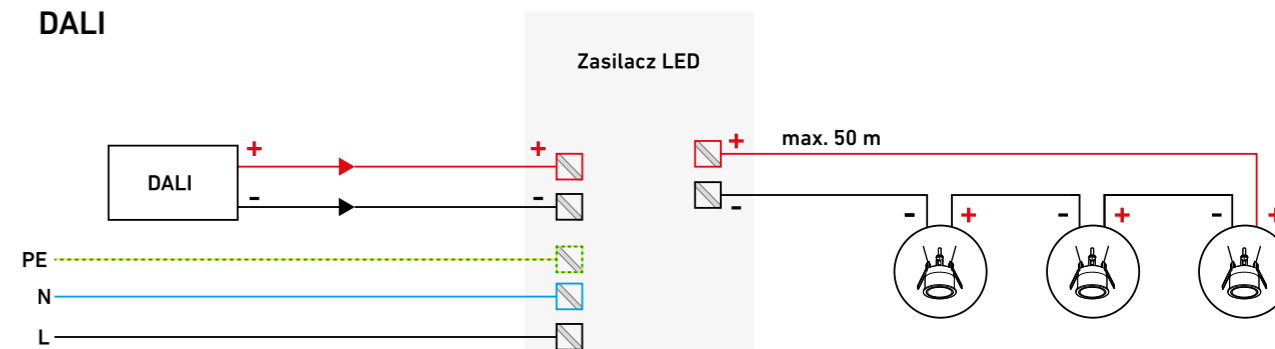 DALI
Zasilacz LED
+ + + max. 50 m
DALI
- - -
- + - + - +
PE
N
L